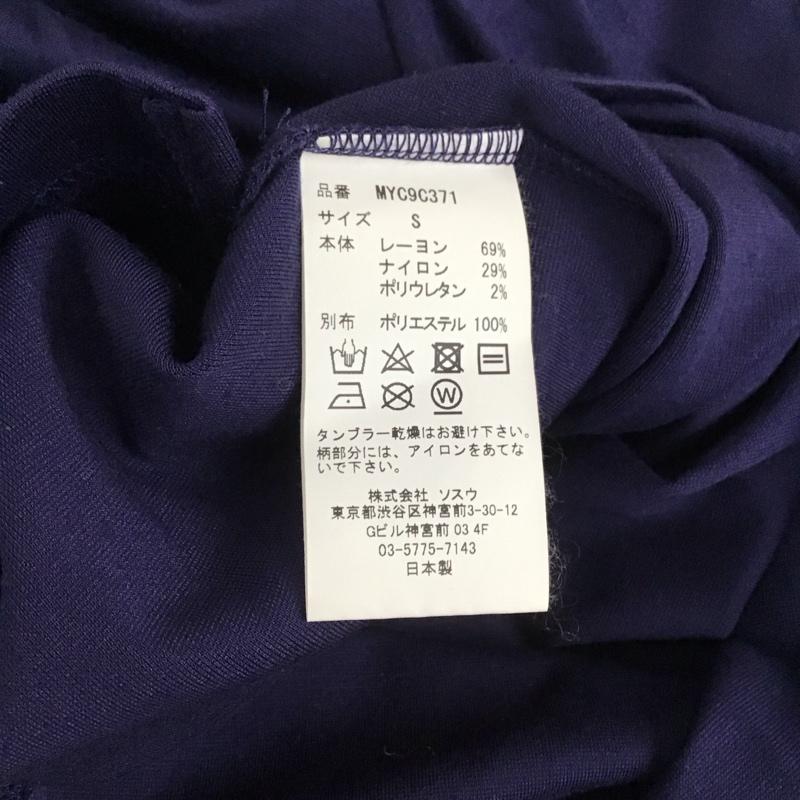 品番 MYC9C371
サイズ S
本体 レーヨン 69%
ナイロン 29%
ポリウレタン 2%
別布 ポリエステル 100%
W
タンブラー乾燥はお避け下さい。
柄部分には、アイロンをあてな
いで下さい。
株式会社 ソスウ
東京都渋谷区神宮前3-30-12
Gビル神宮前 03 4F
03-5775-7143
日本製